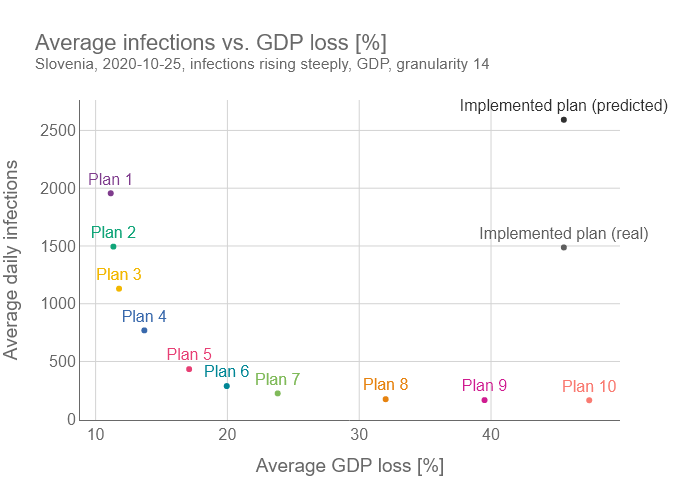 Average infections vs. GDP loss [%]
Slovenia, 2020-10-25, infections rising steeply, GDP, granularity 14
Average daily infections
2500
2000
1500
1000
500
0
Implemented plan (predicted)
Plan 1
Plan 2
Implemented plan (real)
Plan 3
Plan 4
Plan 5
Plan 6
Plan 7
Plan 8
Plan 9
Plan 10
10
20
30
40
Average GDP loss [%]